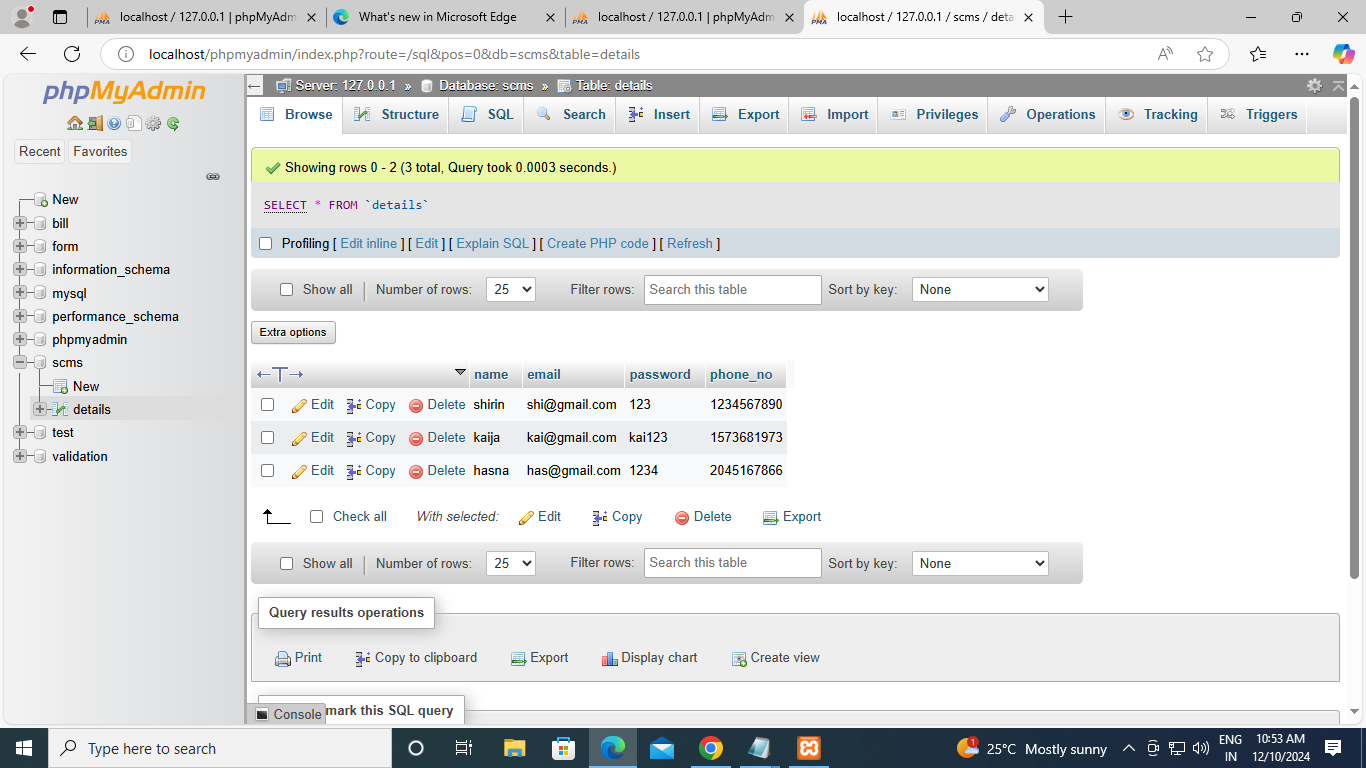 localhost / 127.0.0.1 | phpMyAdm
What's new in Microsoft Edge
localhost / 127.0.0.1 | phpMyAdm
localhost / 127.0.0.1 / scms / deta
localhost/phpmyadmin/index.php?route=/sql&pos=0&db=scms&table=details
phpMyAdmin
Recent Favorites
New
bill
form
information_schema
mysql
performance_schema
phpmyadmin
scms
New
details
test
validation
Server: 127.0.0.1 » Database: scms » Table: details
Browse Structure SQL Search Insert Export Import Privileges Operations Tracking Triggers
Showing rows 0 - 2 (3 total, Query took 0.0003 seconds.)
SELECT * FROM `details`
Profiling [ Edit inline ] [ Edit ] [ Explain SQL ] [ Create PHP code ] [ Refresh ]
Show all | Number of rows: 25 Filter rows: Search this table Sort by key: None
Extra options
name email password phone_no
Edit Copy Delete shirin shi@gmail.com 123 1234567890
Edit Copy Delete kaija kai@gmail.com kai123 1573681973
Edit Copy Delete hasna has@gmail.com 1234 2045167866
Check all With selected: Edit Copy Delete Export
Show all | Number of rows: 25 Filter rows: Search this table Sort by key: None
Query results operations
Print Copy to clipboard Export Display chart Create view
Console mark this SQL query
Type here to search
1 25°C Mostly sunny
ENG
IN
10:53 AM
12/10/2024